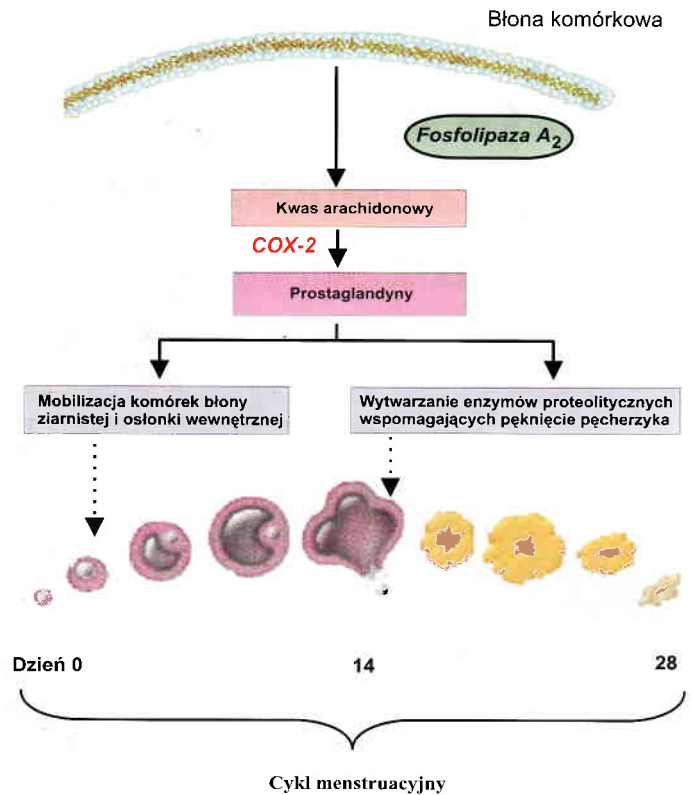 Błona komórkowa
Fosfolipaza A2
Kwas arachidonowy
COX-2
Prostaglandyny
Mobilizacja komórek błony
ziarnistej i osłonki wewnętrznej
Wytwarzanie enzymów proteolitycznych
wspomagających pęknięcie pęcherzyka
Dzień 0
14
28
Cykl menstruacyjny